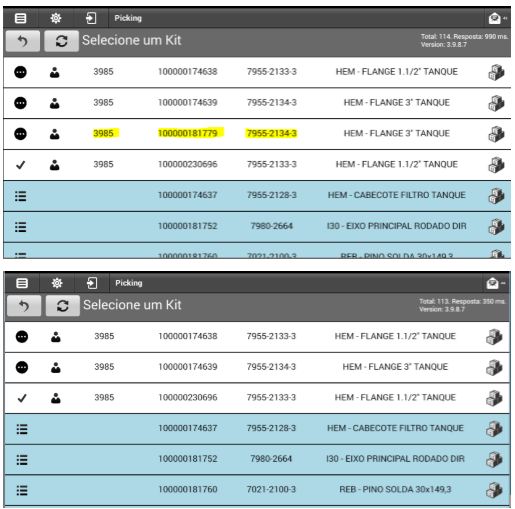 Picking
Selecione um Kit
Total: 114. Resposta: 990 ms.
Version: 3.9.8.7
3985 100000174638 7955-2133-3 HEM - FLANGE 1.1/2" TANQUE
3985 100000174639 7955-2134-3 HEM - FLANGE 3" TANQUE
3985 100000181779 7955-2134-3 HEM - FLANGE 3" TANQUE
3985 100000230696 7955-2133-3 HEM - FLANGE 1.1/2" TANQUE
100000174637 7955-2128-3 HEM - CABECOTE FILTRO TANQUE
100000181752 7980-2664 I30 - EIXO PRINCIPAL RODADO DIR
100000181760 7021-2100-3 REB - PINO SOLDA 30x149,3
Picking
Selecione um Kit
Total: 113. Resposta: 350 ms.
Version: 3.9.8.7
3985 100000174638 7955-2133-3 HEM - FLANGE 1.1/2" TANQUE
3985 100000174639 7955-2134-3 HEM - FLANGE 3" TANQUE
3985 100000230696 7955-2133-3 HEM - FLANGE 1.1/2" TANQUE
100000174637 7955-2128-3 HEM - CABECOTE FILTRO TANQUE
100000181752 7980-2664 I30 - EIXO PRINCIPAL RODADO DIR
100000181760 7021-2100-3 REB - PINO SOLDA 30x149,3